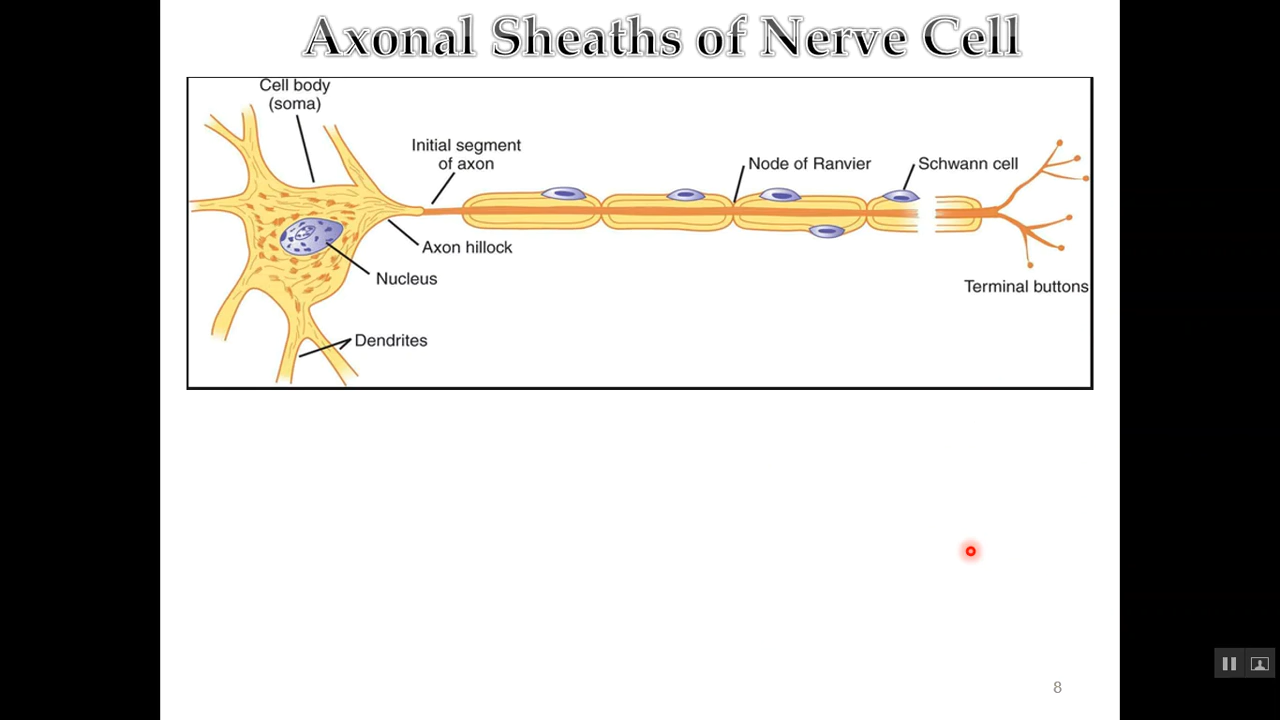 Axonal Sheaths of Nerve Cell
Cell body
(soma)
Initial segment
of axon
Node of Ranvier
Schwann cell
Axon hillock
Nucleus
Terminal buttons
Dendrites
8